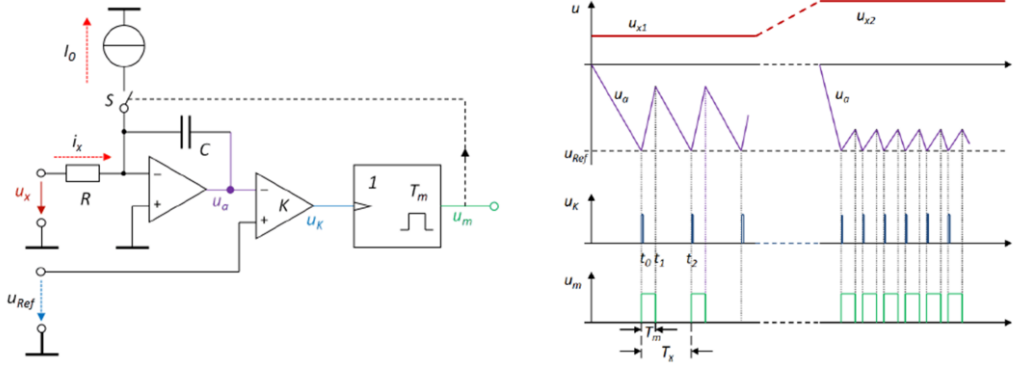 I0
S
ix
C
ux
R
−
+
ua
−
+
K
uK
1
Tm
um
uRef
u
ux1
ux2
ua
ua
uRef
uK
t0 t1 t2
um
Tm
Tx